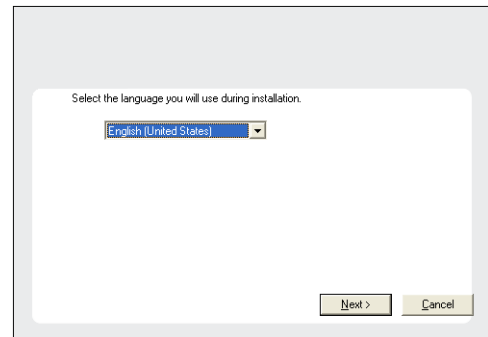 Select the language you will use during installation.
English (United States)
Next >
Cancel